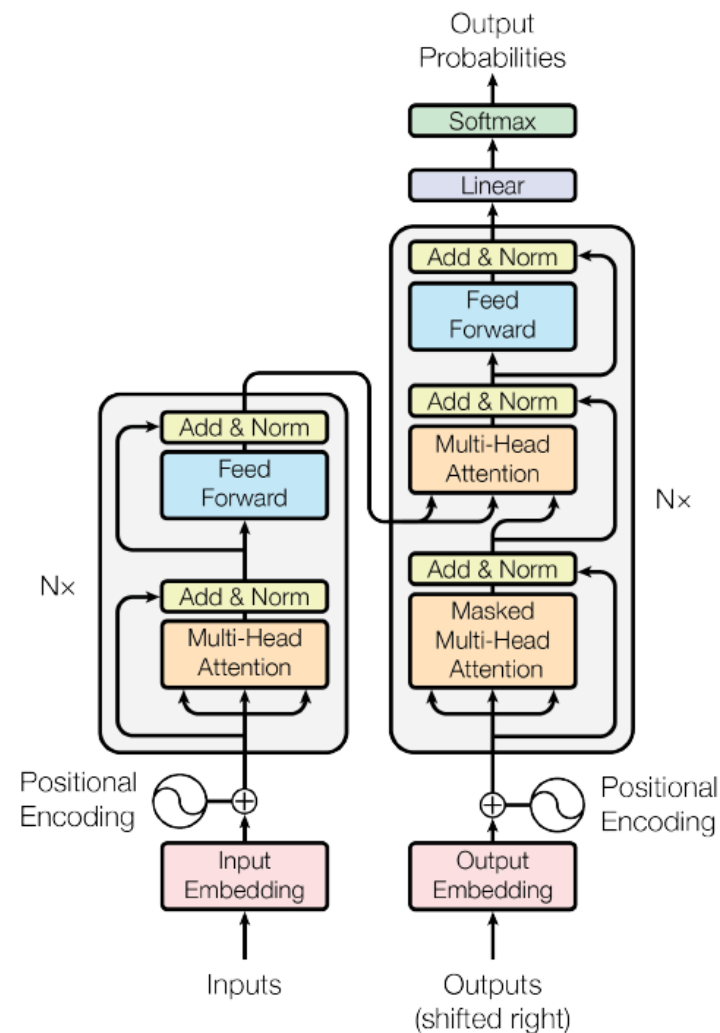 Output
Probabilities
Softmax
Linear
Add & Norm
Feed
Forward
Add & Norm
Multi-Head
Attention
Add & Norm
Masked
Multi-Head
Attention
N×
Add & Norm
Feed
Forward
Add & Norm
Multi-Head
Attention
N×
Positional
Encoding
Positional
Encoding
Input
Embedding
Output
Embedding
Inputs
Outputs
(shifted right)